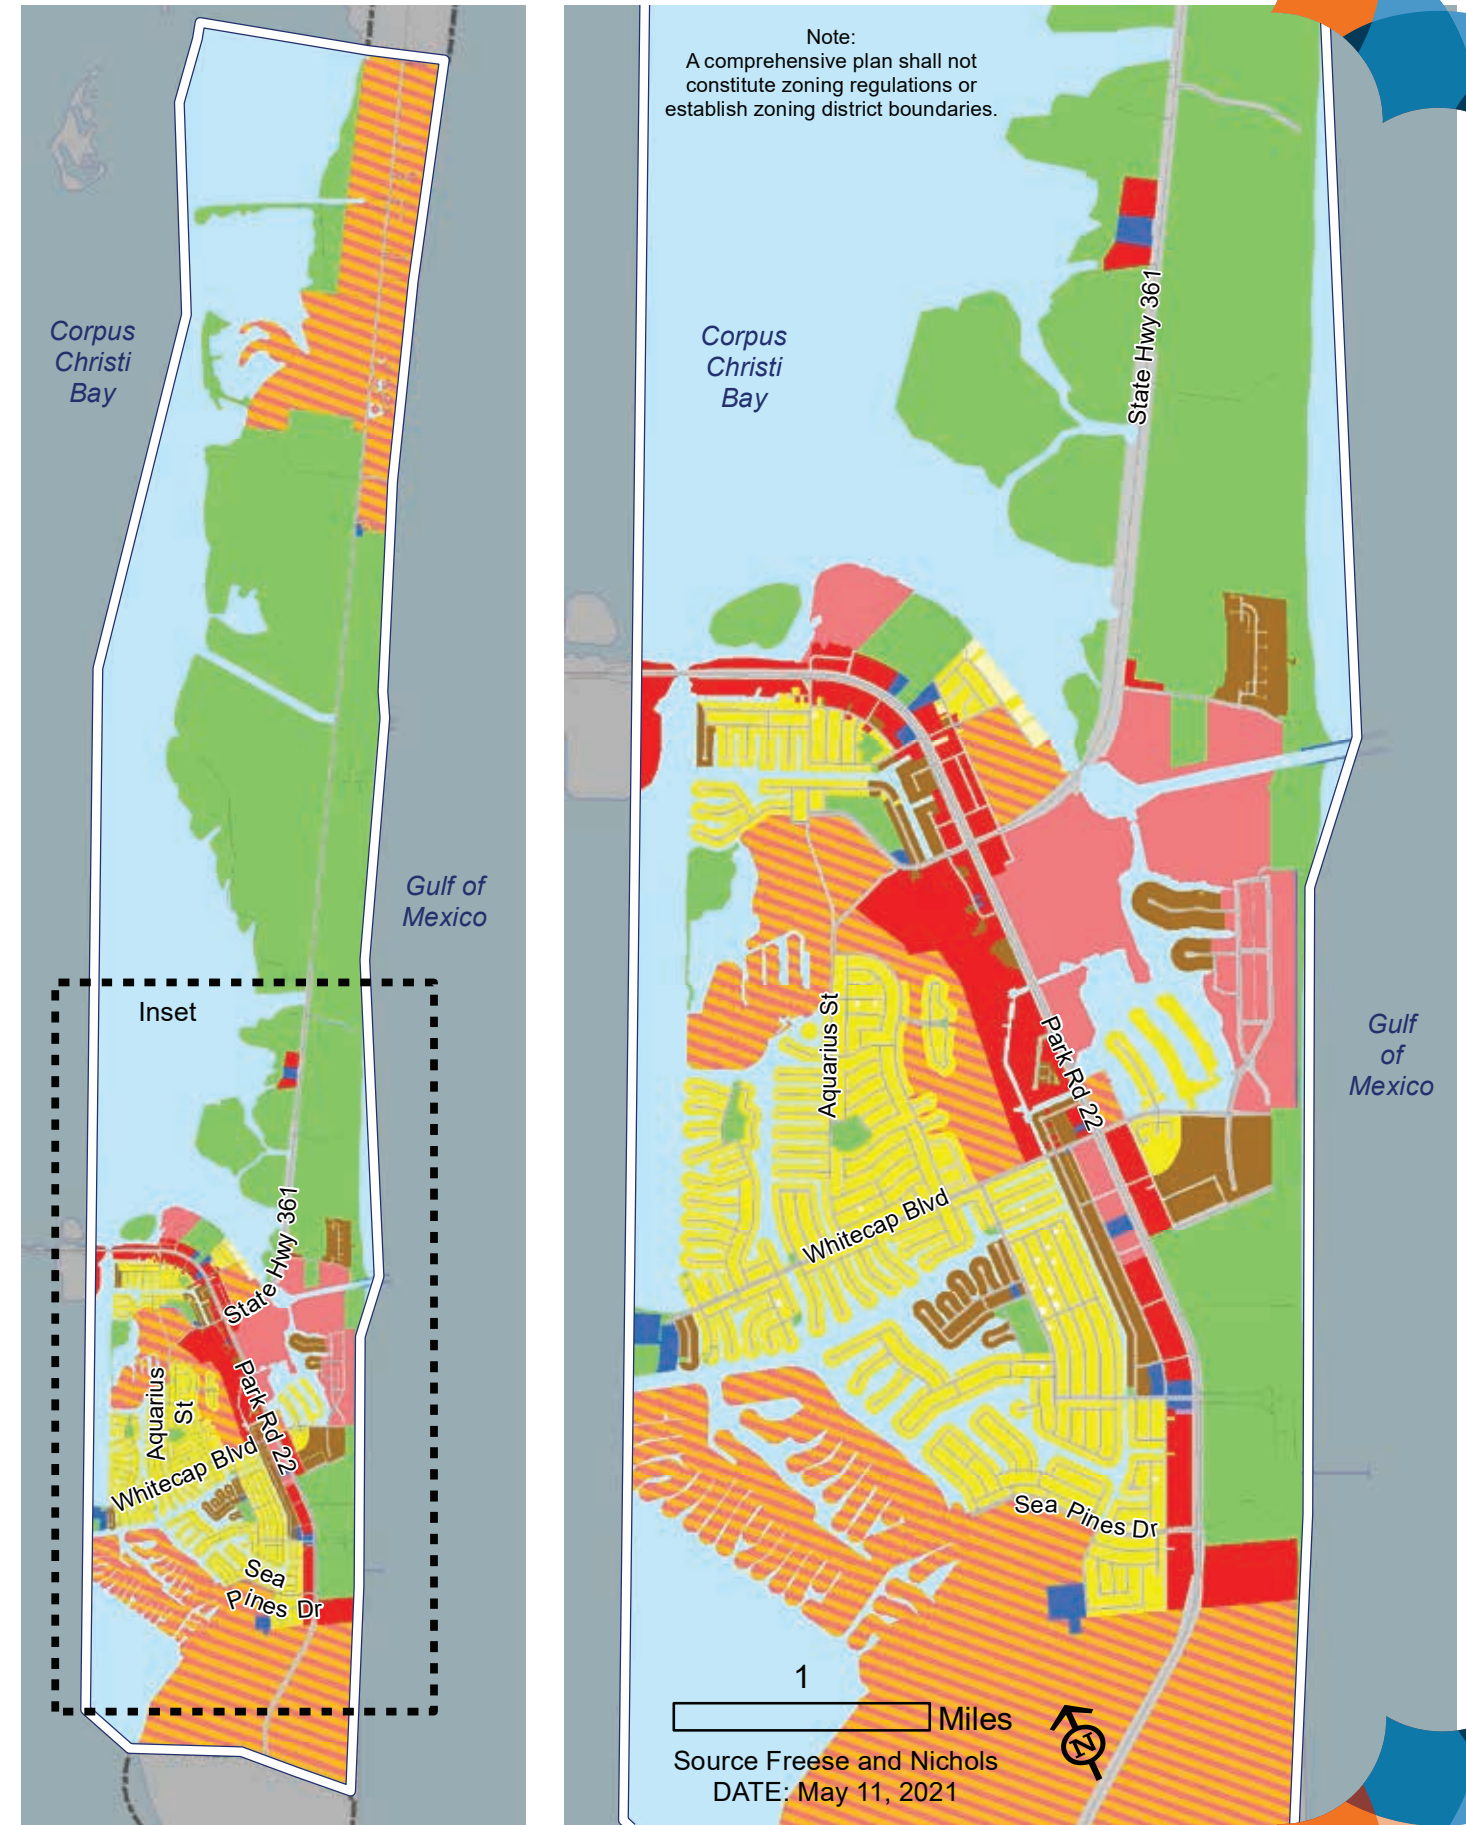 Corpus
Christi
Bay
Gulf of
Mexico
Inset
State Hwy 361
Park Rd 22
Aquarius
St
Whitecap Blvd
Sea
Pines Dr
Note:
A comprehensive plan shall not
constitute zoning regulations or
establish zoning district boundaries.
Corpus
Christi
Bay
State Hwy 361
Aquarius St
Park Rd 22
Gulf
of
Mexico
Whitecap Blvd
Sea Pines Dr
1
Miles
N
Source Freese and Nichols
DATE: May 11, 2021